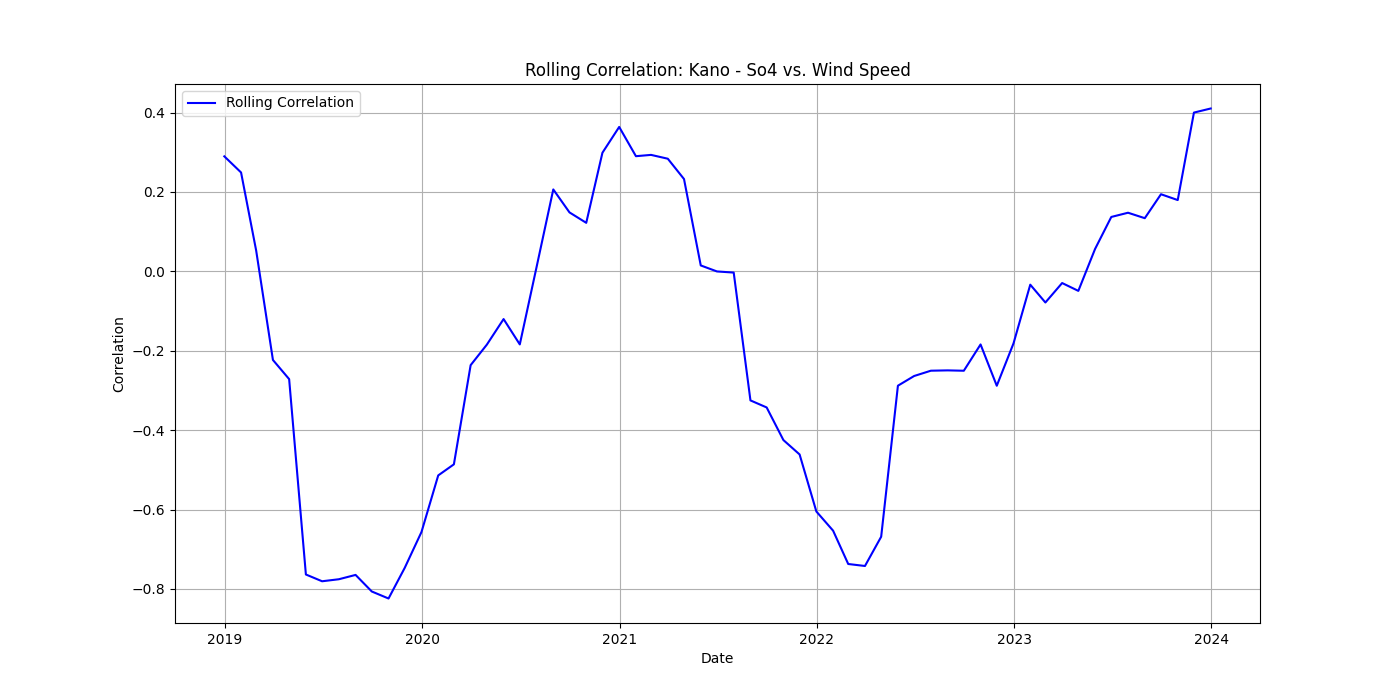 Rolling Correlation: Kano - So4 vs. Wind Speed
Rolling Correlation
0.4
0.2
0.0
−0.2
−0.4
−0.6
−0.8
Correlation
2019 2020 2021 2022 2023 2024
Date